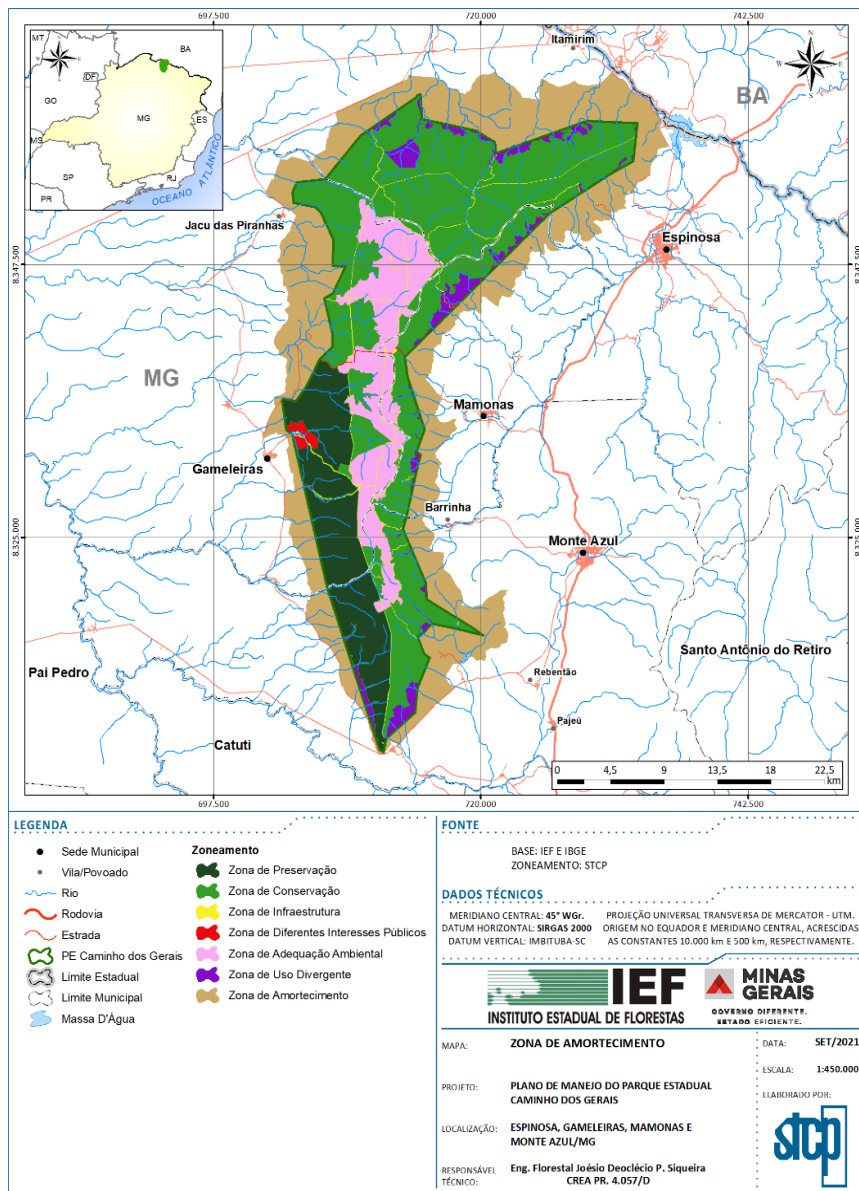 697.500 720.000 742.500
MT
BA
DF
GO
MG
ES
MS
SP
RJ
PR
OCEANO ATLÂNTICO
W E
N
W E
S
Itamirim
BA
Jacu das Piranhas
Espinosa
8.347.500 8.347.500
MG
Mamonas
Gameleiras
Barrinha
8.325.000 8.325.000
Monte Azul
Santo Antônio do Retiro
Pai Pedro
Rebentão
Pajeú
Catuti
0 4,5 9 13,5 18 22,5
km
697.500 720.000 742.500
LEGENDA
Sede Municipal
Vila/Povoado
Rio
Rodovia
Estrada
PE Caminho dos Gerais
Limite Estadual
Limite Municipal
Massa D'Água
Zoneamento
Zona de Preservação
Zona de Conservação
Zona de Infraestrutura
Zona de Diferentes Interesses Públicos
Zona de Adequação Ambiental
Zona de Uso Divergente
Zona de Amortecimento
FONTE
BASE: IEF E IBGE
ZONEAMENTO: STCP
DADOS TÉCNICOS
MERIDIANO CENTRAL: 45° WGr.
DATUM HORIZONTAL: SIRGAS 2000
DATUM VERTICAL: IMBITUBA-SC
PROJEÇÃO UNIVERSAL TRANSVERSA DE MERCATOR - UTM.
ORIGEM NO EQUADOR E MERIDIANO CENTRAL, ACRESCIDAS
AS CONSTANTES 10.000 km E 500 km, RESPECTIVAMENTE.
IEF
INSTITUTO ESTADUAL DE FLORESTAS
MINAS
GERAIS
GOVERNO DIFERENTE.
ESTADO EFICIENTE.
MAPA: ZONA DE AMORTECIMENTO
PROJETO: PLANO DE MANEJO DO PARQUE ESTADUAL
CAMINHO DOS GERAIS
LOCALIZAÇÃO: ESPINOSA, GAMELEIRAS, MAMONAS E
MONTE AZUL/MG
RESPONSÁVEL
TÉCNICO:
Eng. Florestal Joésio Deoclécio P. Siqueira
CREA PR. 4.057/D
DATA: SET/2021
ESCALA: 1:450.000
ELABORADO POR:
stcp